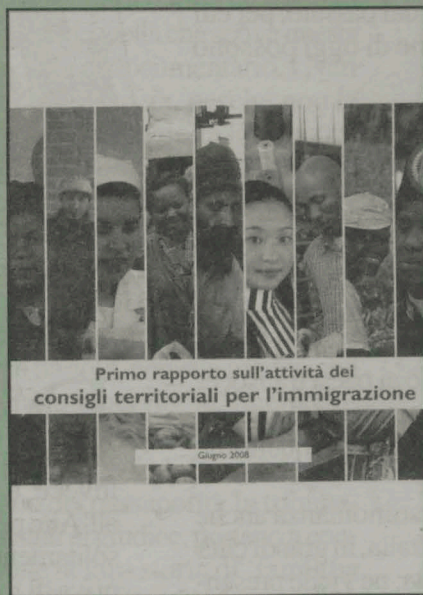 Primo rapporto sull'attività dei
consigli territoriali per l'immigrazione
Giugno 2008